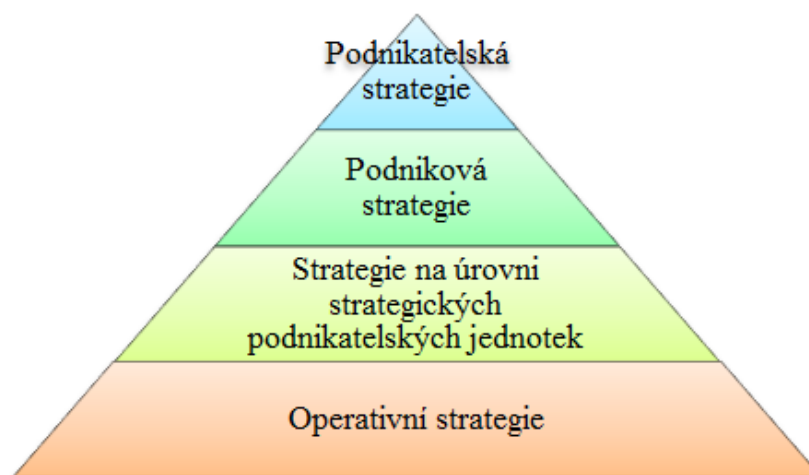 Podnikatelská
strategie
Podniková
strategie
Strategie na úrovni
strategických
podnikatelských jednotek
Operativní strategie